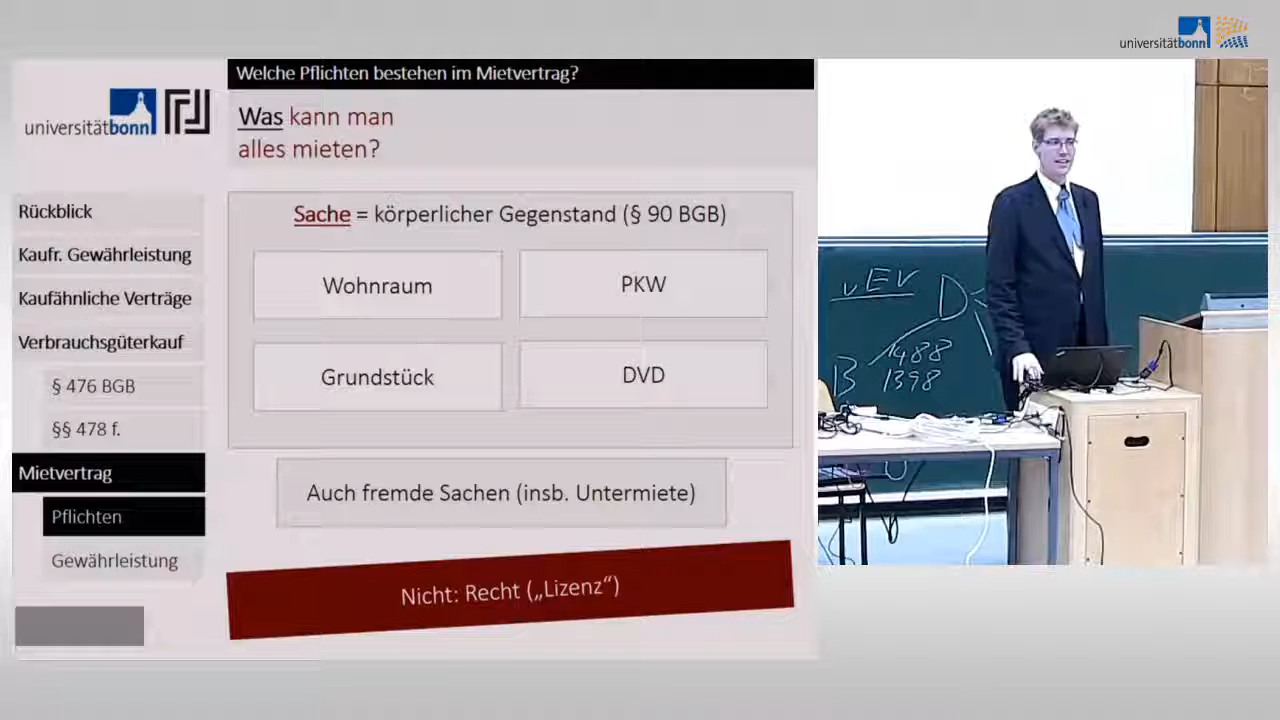 universitätbonn
Welche Pflichten bestehen im Mietvertrag?
universitätbonn
Was kann man
alles mieten?
Rückblick
Kaufr. Gewährleistung
Kaufähnliche Verträge
Verbrauchsgüterkauf
§ 476 BGB
§§ 478 f.
Mietvertrag
Pflichten
Gewährleistung
Sache = körperlicher Gegenstand (§ 90 BGB)
Wohnraum
PKW
Grundstück
DVD
Auch fremde Sachen (insb. Untermiete)
Nicht: Recht („Lizenz“)
vEV
D
B
1488
1398